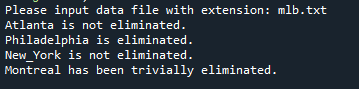 Please input data file with extension: mlb.txt
Atlanta is not eliminated.
Philadelphia is eliminated.
New_York is not eliminated.
Montreal has been trivially eliminated.